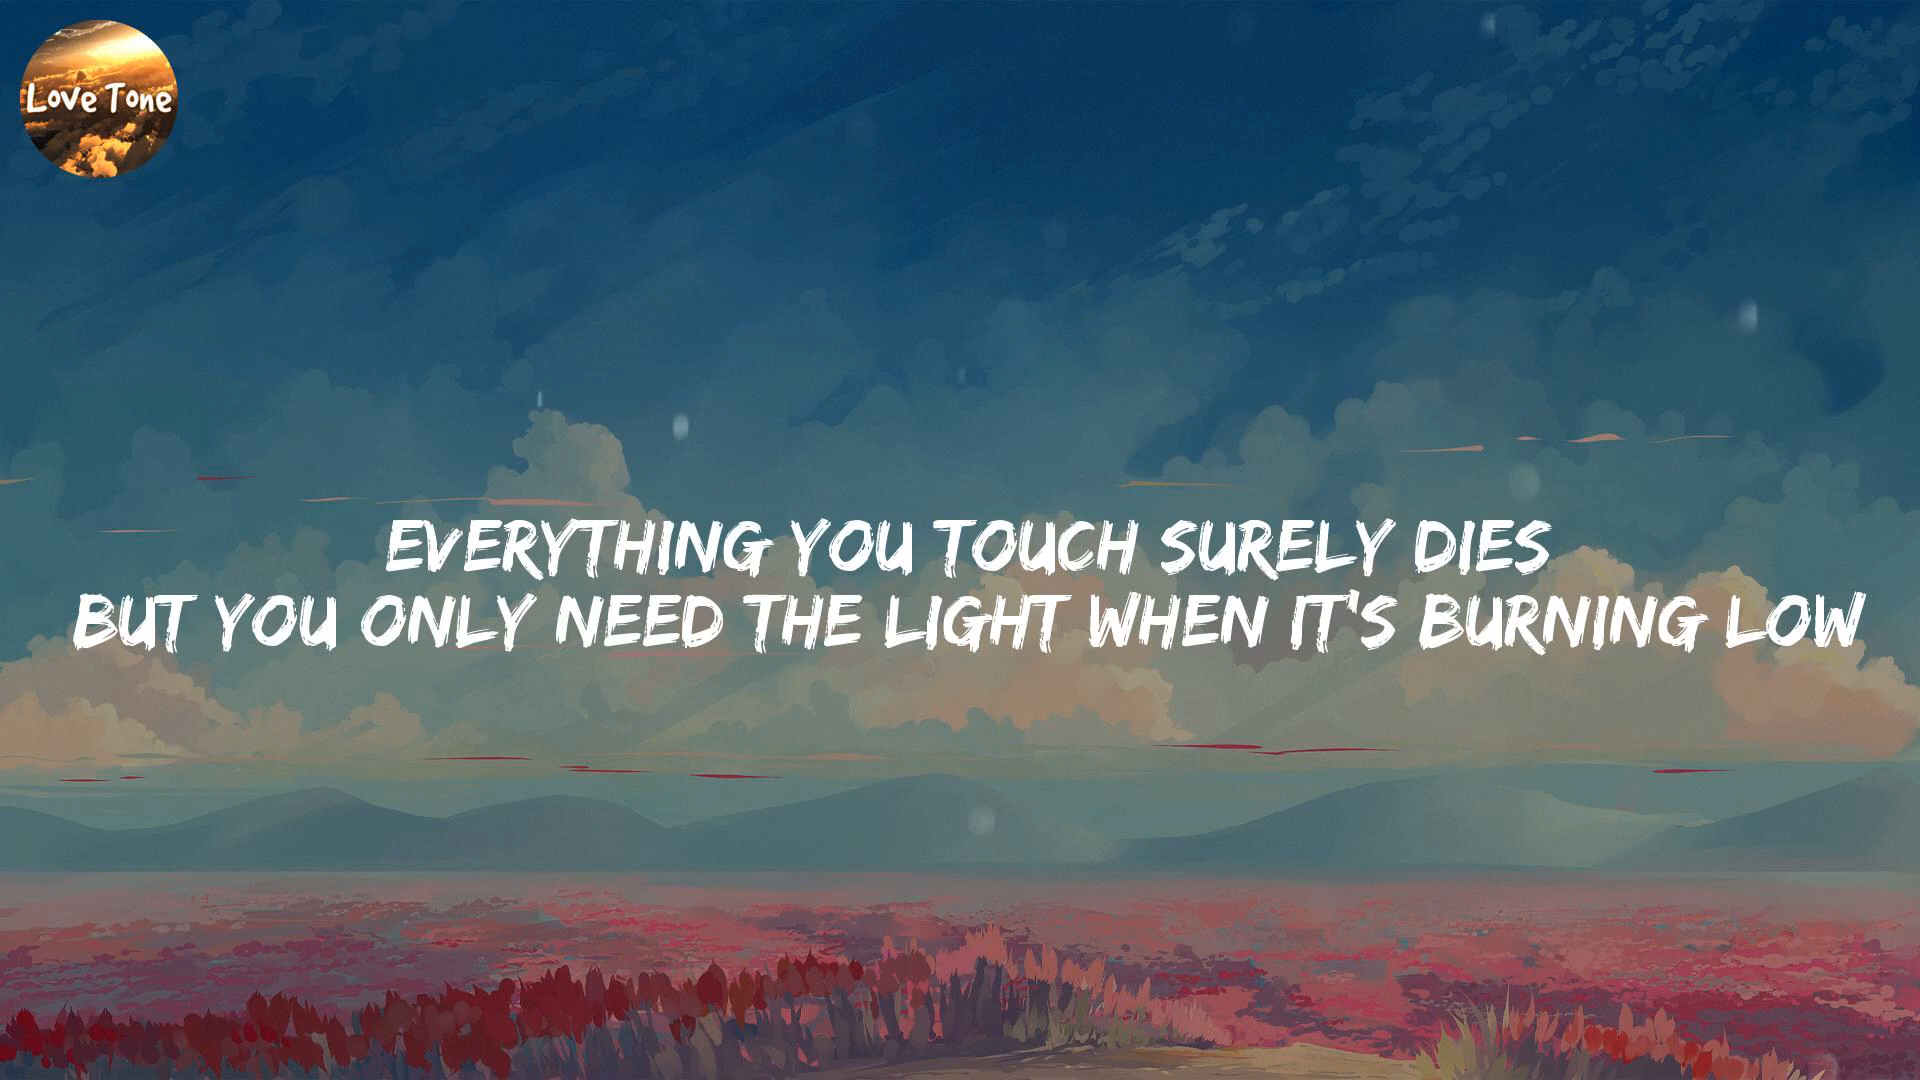 Love Tone
EVERYTHING YOU TOUCH SURELY DIES
BUT YOU ONLY NEED THE LIGHT WHEN IT'S BURNING LOW